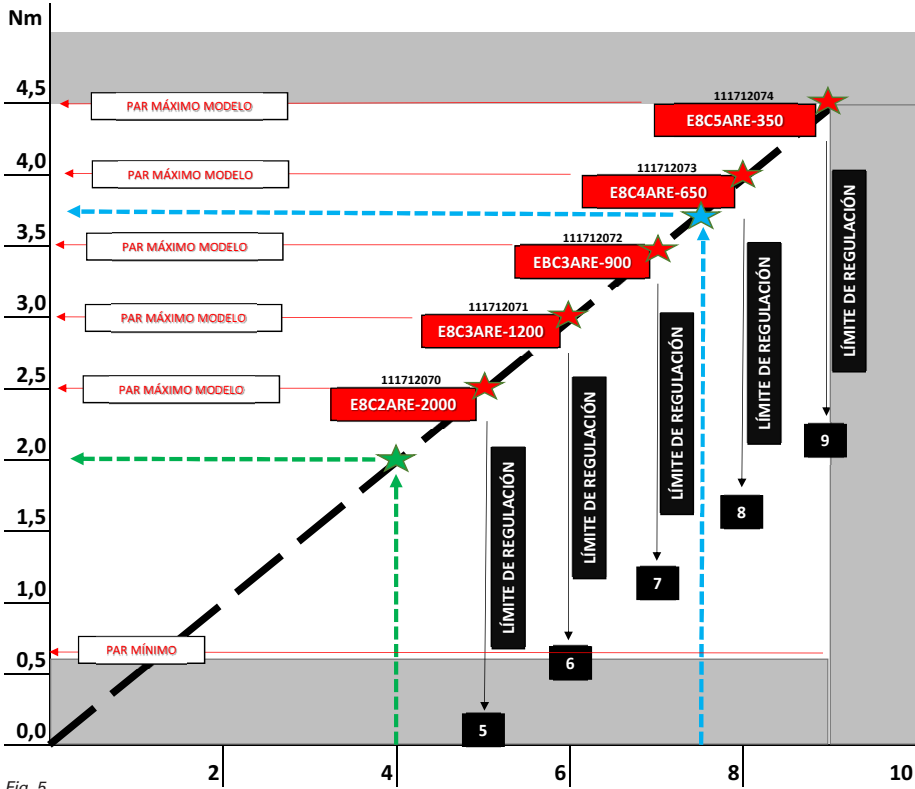 Nm
4,5
PAR MÁXIMO MODELO
111712074
E8C5ARE-350
4,0
PAR MÁXIMO MODELO
111712073
E8C4ARE-650
3,5
PAR MÁXIMO MODELO
111712072
EBC3ARE-900
3,0
PAR MÁXIMO MODELO
111712071
E8C3ARE-1200
2,5
PAR MÁXIMO MODELO
111712070
E8C2ARE-2000
2,0
1,5
1,0
PAR MÍNIMO
0,5
0,0
LÍMITE DE REGULACIÓN
5
LÍMITE DE REGULACIÓN
6
LÍMITE DE REGULACIÓN
7
LÍMITE DE REGULACIÓN
8
LÍMITE DE REGULACIÓN
9
2
4
6
8
10
Fig. 5